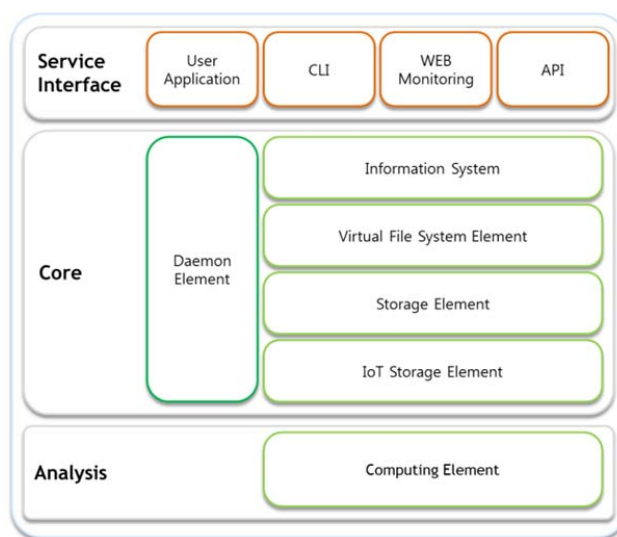 Service
Interface
User
Application
CLI
WEB
Monitoring
API
Core
Daemon
Element
Information System
Virtual File System Element
Storage Element
IoT Storage Element
Analysis
Computing Element